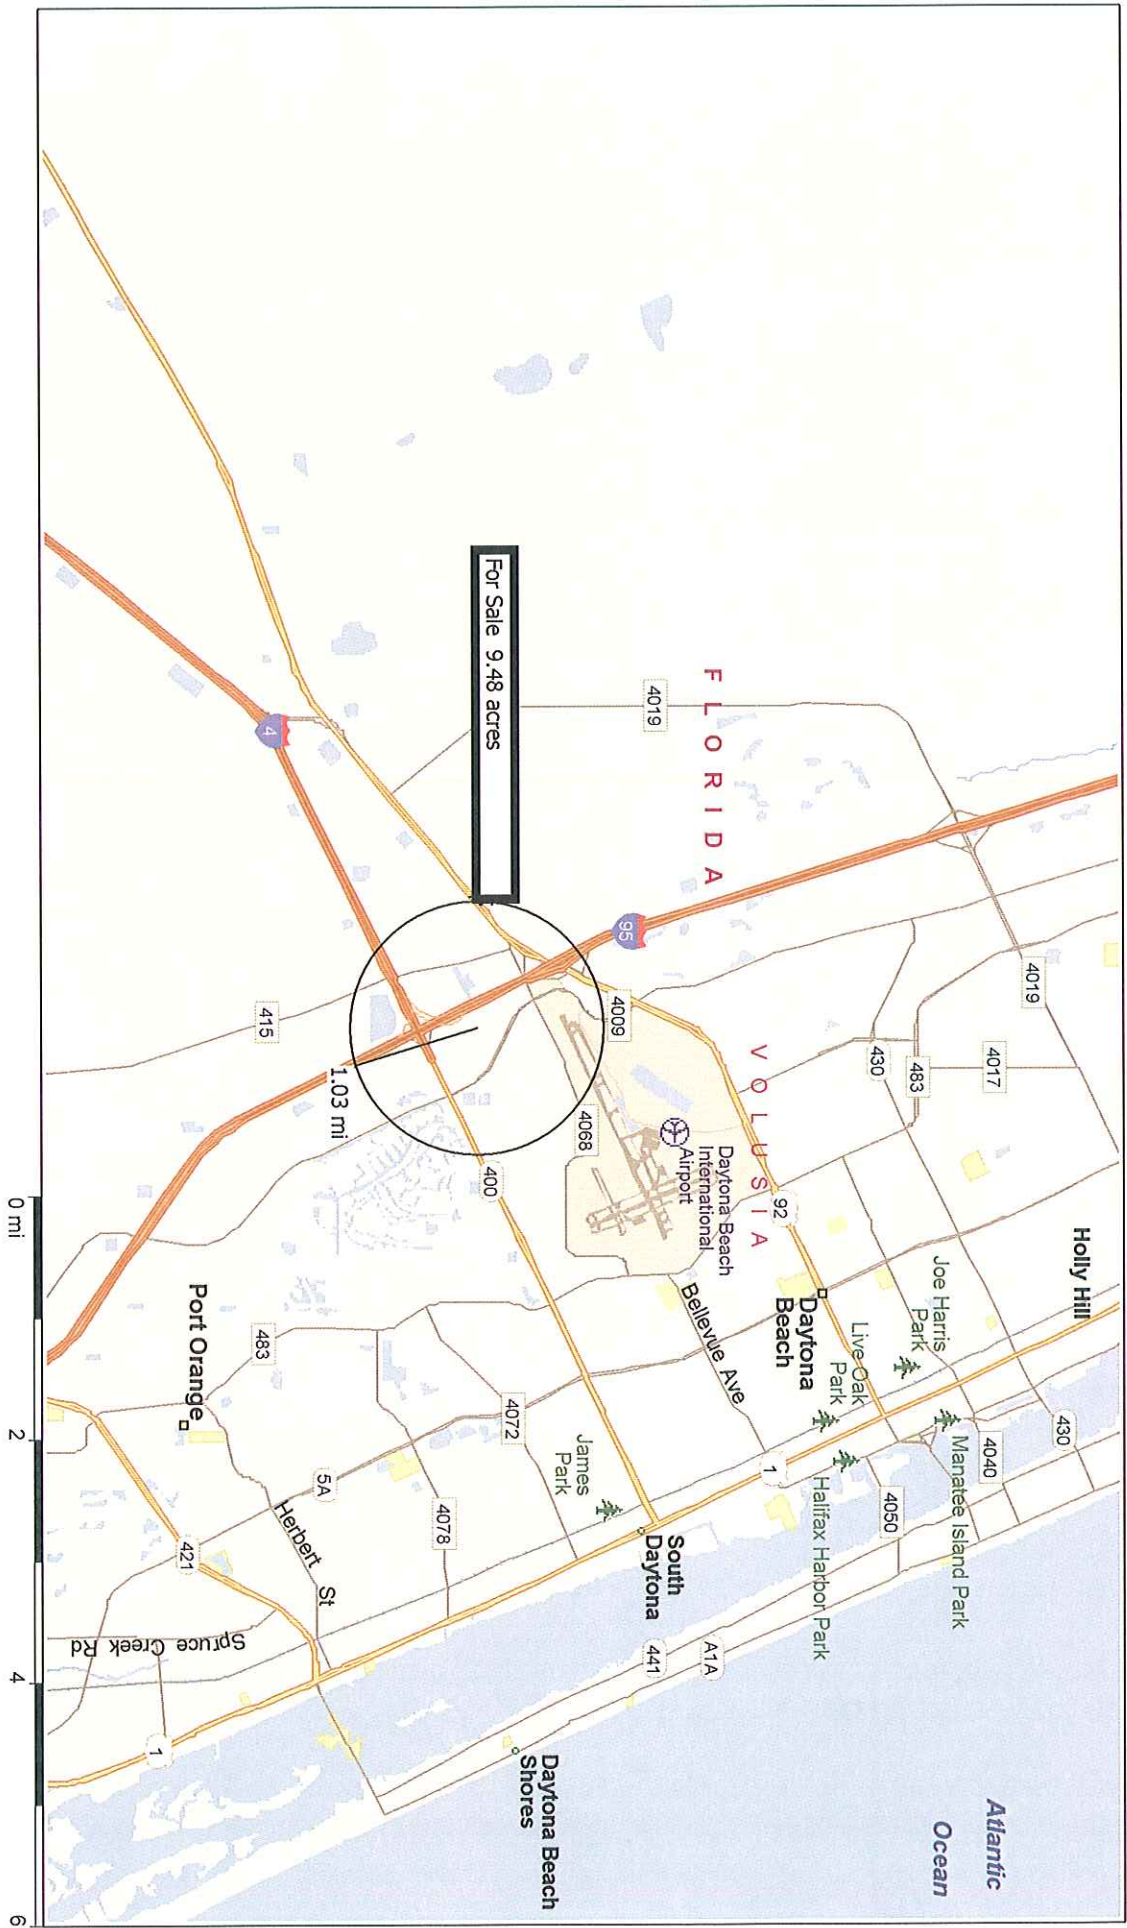 Atlantic
Ocean
Holly Hill
Joe Harris
Park
Manatee Island Park
Live Oak
Park
Halifax Harbor Park
Daytona
Beach
Daytona Beach
International
Airport
Bellevue Ave
South
Daytona
James
Park
Daytona Beach
Shores
Port Orange
Herbert St
Spruce Creek Rd
FLORIDA
VOLUSIA
For Sale 9.48 acres
1.03 mi
4019
4019
4017
430
483
430
4040
4050
95
4009
92
1
4068
4
415
400
441
A1A
4072
4078
483
5A
421
1
0 mi
2
4
6